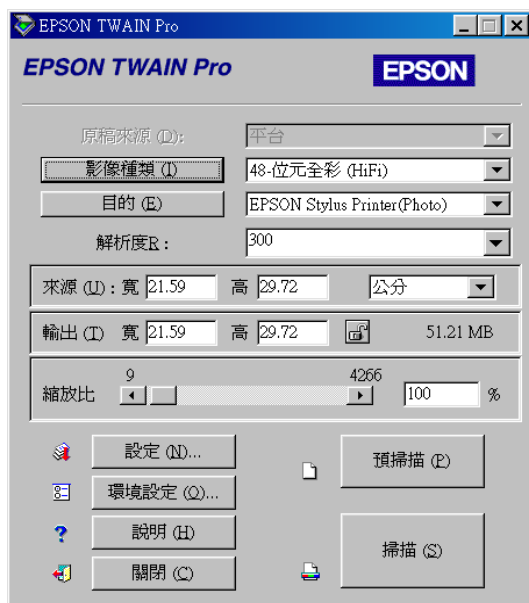 EPSON TWAIN Pro
EPSON TWAIN Pro EPSON
原稿來源 (D): 平台
影像種類 (I) 48-位元全彩 (HiFi)
目的 (E) EPSON Stylus Printer(Photo)
解析度R : 300
來源 (U) : 寬 21.59 高 29.72 公分
輸出 (T) 寬 21.59 高 29.72 51.21 MB
9 4266
縮放比 100 %
設定 (N)...
預掃描 (P)
環境設定 (O)...
說明 (H)
掃描 (S)
關閉 (C)